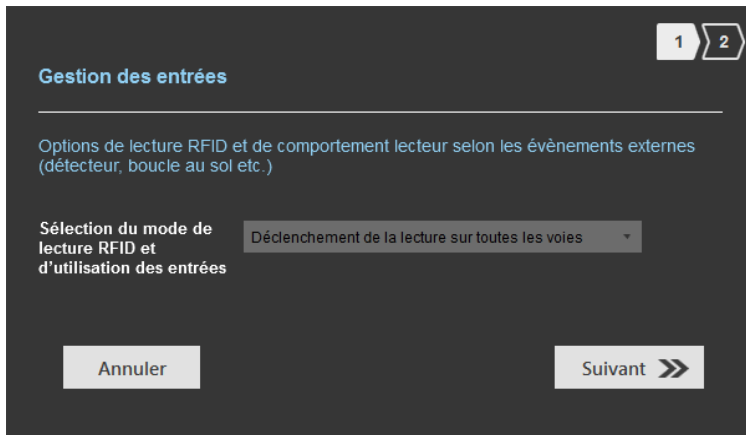 1 2
Gestion des entrées
Options de lecture RFID et de comportement lecteur selon les évènements externes
(détecteur, boucle au sol etc.)
Sélection du mode de
lecture RFID et
d'utilisation des entrées
Déclenchement de la lecture sur toutes les voies
Annuler
Suivant